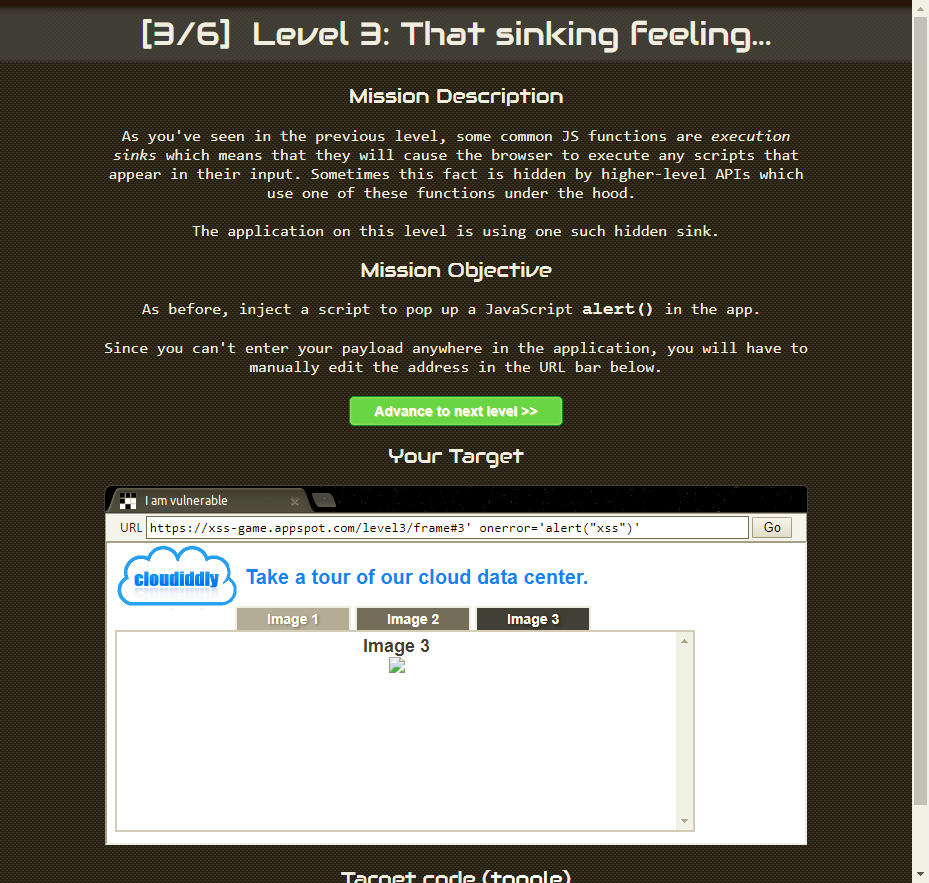 [3/6] Level 3: That sinking feeling...
Mission Description
As you've seen in the previous level, some common JS functions are execution
sinks which means that they will cause the browser to execute any scripts that
appear in their input. Sometimes this fact is hidden by higher-level APIs which
use one of these functions under the hood.
The application on this level is using one such hidden sink.
Mission Objective
As before, inject a script to pop up a JavaScript alert() in the app.
Since you can't enter your payload anywhere in the application, you will have to
manually edit the address in the URL bar below.
Advance to next level >>
Your Target
I am vulnerable
URL https://xss-game.appspot.com/level3/frame#3' onerror='alert("xss")' Go
cloudiddly Take a tour of our cloud data center.
Image 1 Image 2 Image 3
Image 3
Target code (toggle)